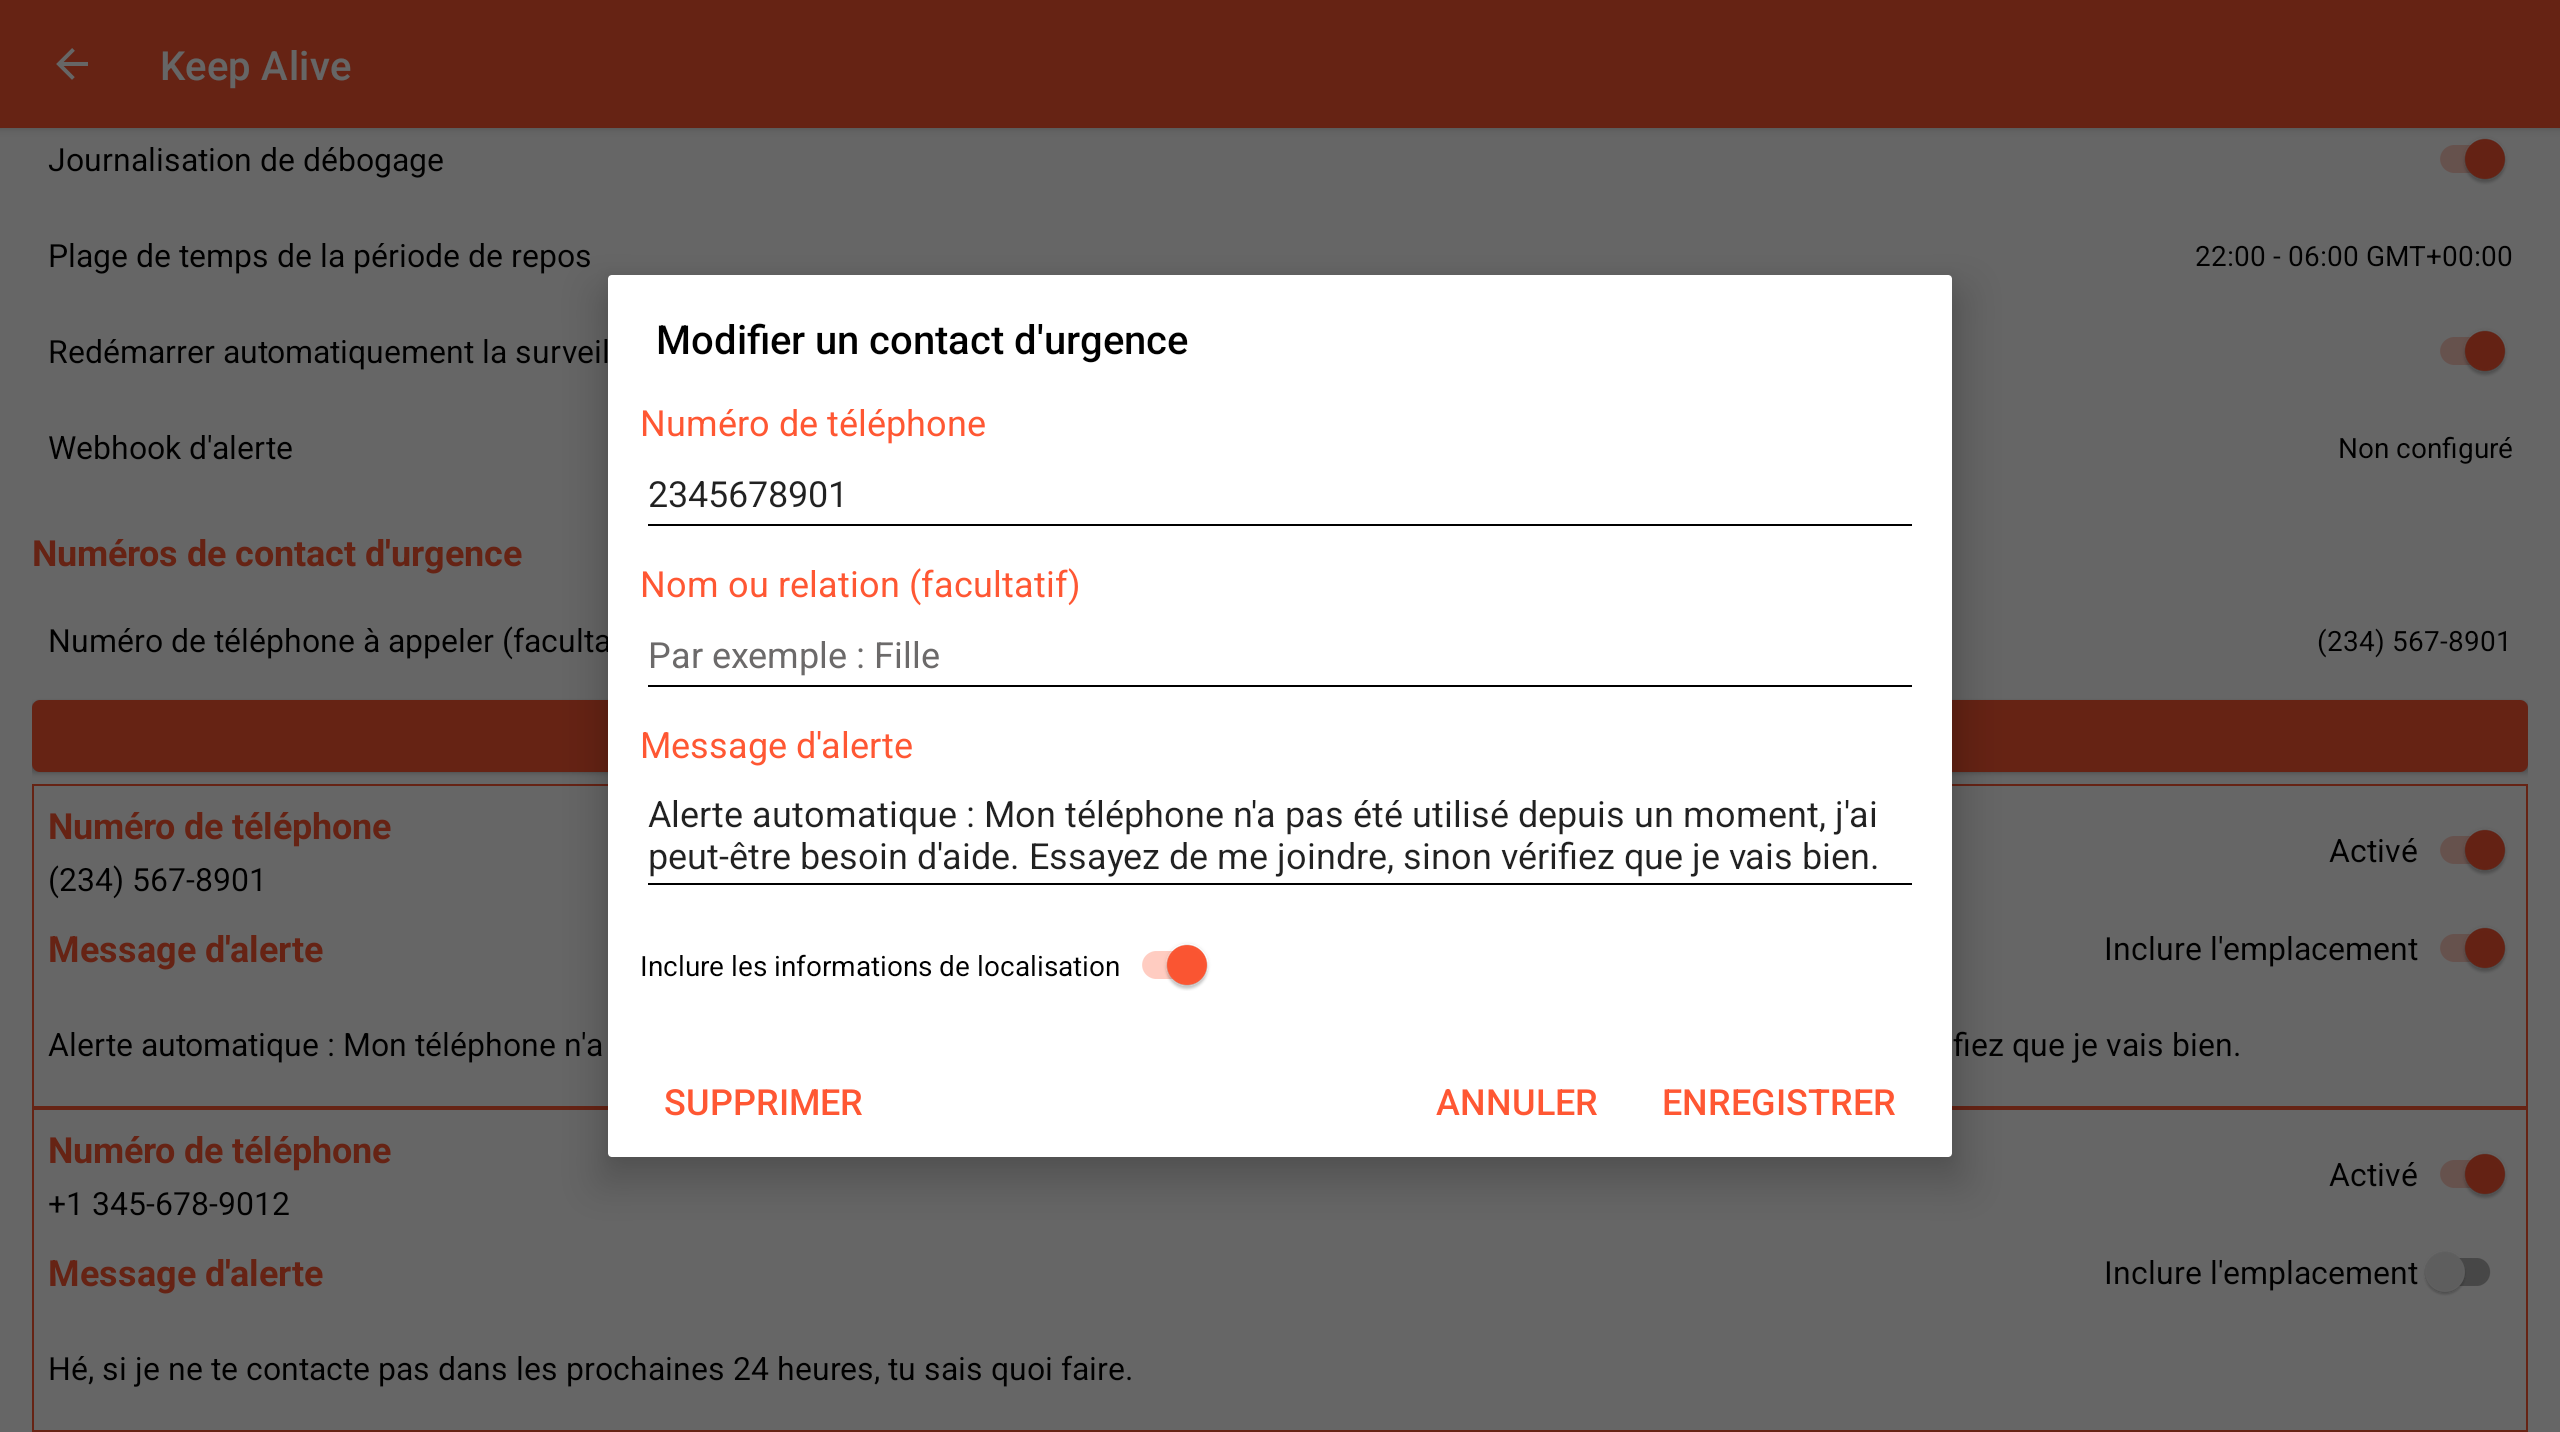 Keep Alive
Journalisation de débogage
Plage de temps de la période de repos
22:00 - 06:00 GMT+00:00
Redémarrer automatiquement la
Webhook d'alerte
Non configuré
Numéros de contact d'urgence
Numéro de téléphone à appeler
(234) 567-8901
Numéro de téléphone
(234) 567-8901
Activé
Message d'alerte
Inclure l'emplacement
Alerte automatique : Mon téléphone n'a
que je vais bien.
Numéro de téléphone
+1 345-678-9012
Activé
Message d'alerte
Inclure l'emplacement
Hé, si je ne te contacte pas dans les prochaines 24 heures, tu sais quoi faire.
Modifier un contact d'urgence
Numéro de téléphone
2345678901
Nom ou relation (facultatif)
Par exemple : Fille
Message d'alerte
Alerte automatique : Mon téléphone n'a pas été utilisé depuis un moment, j'ai
peut-être besoin d'aide. Essayez de me joindre, sinon vérifiez que je vais bien.
Inclure les informations de localisation
SUPPRIMER
ANNULER
ENREGISTRER